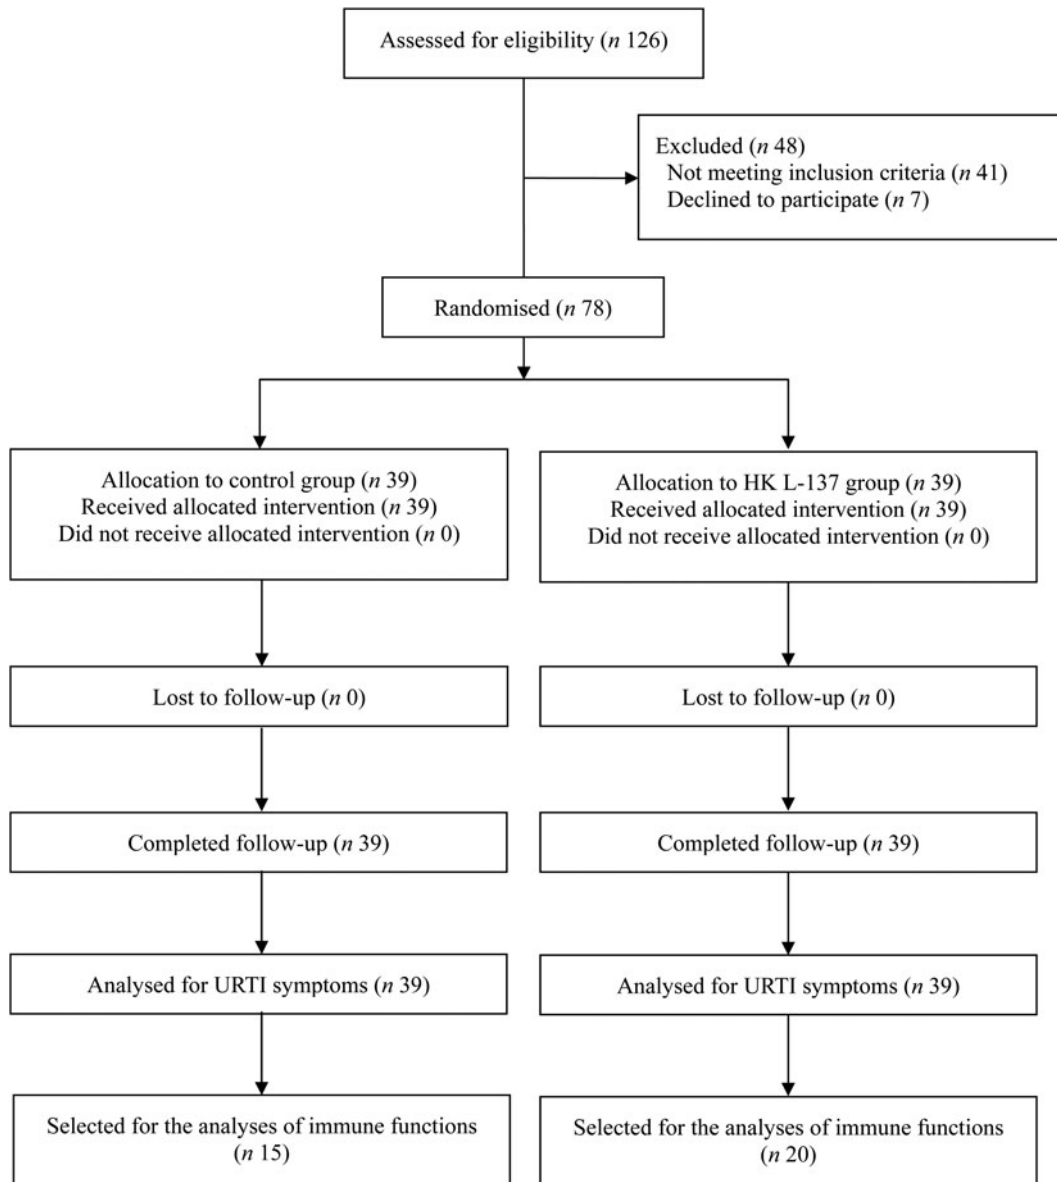 Assessed for eligibility (n 126)
Excluded (n 48)
Not meeting inclusion criteria (n 41)
Declined to participate (n 7)
Randomised (n 78)
Allocation to control group (n 39)
Received allocated intervention (n 39)
Did not receive allocated intervention (n 0)
Allocation to HK L-137 group (n 39)
Received allocated intervention (n 39)
Did not receive allocated intervention (n 0)
Lost to follow-up (n 0)
Lost to follow-up (n 0)
Completed follow-up (n 39)
Completed follow-up (n 39)
Analysed for URTI symptoms (n 39)
Analysed for URTI symptoms (n 39)
Selected for the analyses of immune functions
(n 15)
Selected for the analyses of immune functions
(n 20)